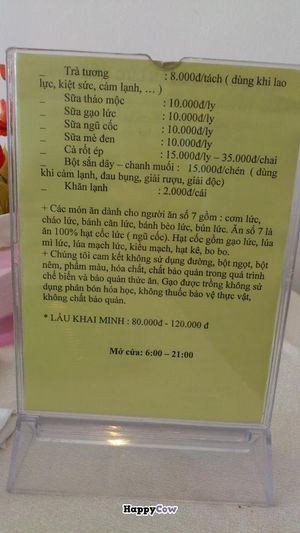 _ Trà tương : 8.000đ/tách ( dùng khi lao
lực, kiệt sức, cảm lạnh, … )
_ Sữa thảo mộc : 10.000đ/ly
_ Sữa gạo lức : 10.000đ/ly
_ Sữa ngũ cốc : 10.000đ/ly
_ Sữa mè đen : 10.000đ/ly
_ Cà rốt ép : 15.000đ/ly – 35.000đ/chai
_ Bột sắn dây – chanh muối : 15.000đ/chén ( dùng
khi cảm lạnh, đau bụng, giải rượu, giải độc)
_ Khăn lạnh : 2.000đ/cái
+ Các món ăn dành cho người ăn số 7 gồm : cơm lức,
cháo lức, bánh căn lức, bánh bèo lức, bún lức. Ăn số 7 là
ăn 100% hạt cốc lức ( ngũ cốc). Hạt cốc gồm gạo lức, lúa
mì lức, lúa mạch lức, kiều mạch, hạt kê, bo bo.
+ Chúng tôi cam kết không sử dụng đường, bột ngọt, bột
nêm, phẩm màu, hóa chất, chất bảo quản trong quá trình
chế biến và bảo quản thức ăn. Gạo được trồng không sử
dụng phân bón hóa học, không thuốc bảo vệ thực vật,
không chất bảo quản.
* LẨU KHAI MINH : 80.000đ - 120.000 đ
Mở cửa: 6:00 – 21:00
HappyCow